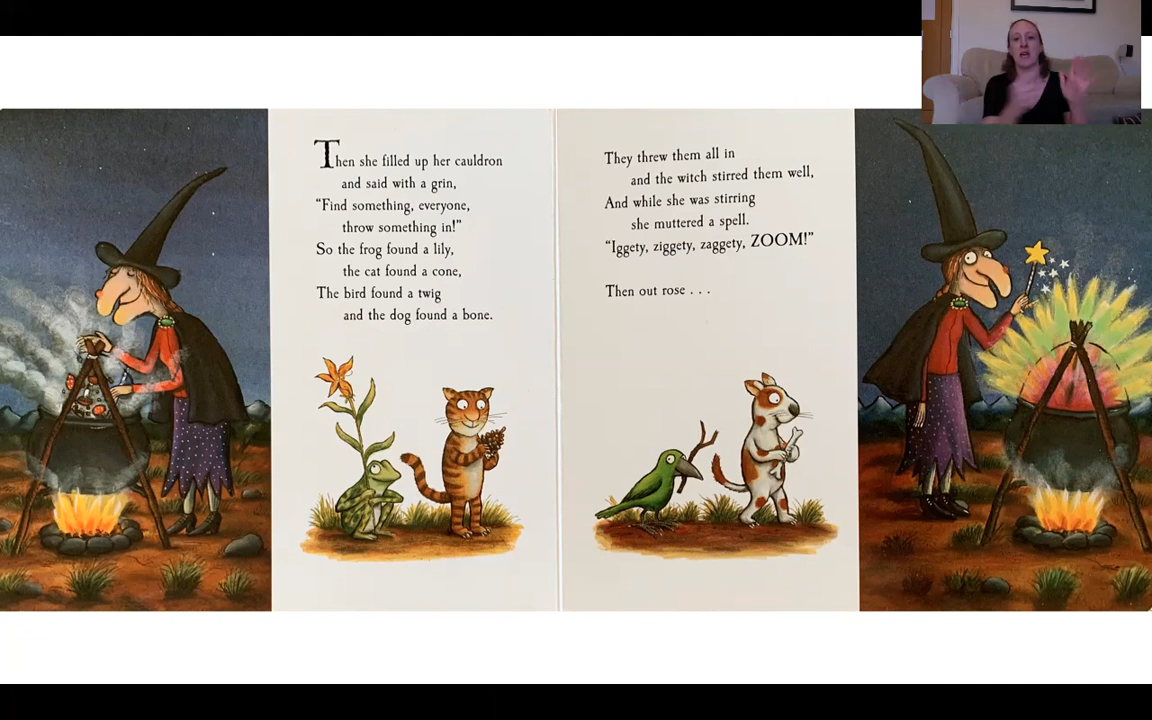 Then she filled up her cauldron
and said with a grin,
“Find something, everyone,
throw something in!”
So the frog found a lily,
the cat found a cone,
The bird found a twig
and the dog found a bone.
They threw them all in
and the witch stirred them well,
And while she was stirring
she muttered a spell.
“Iggety, ziggety, zaggety, ZOOM!”
Then out rose . . .